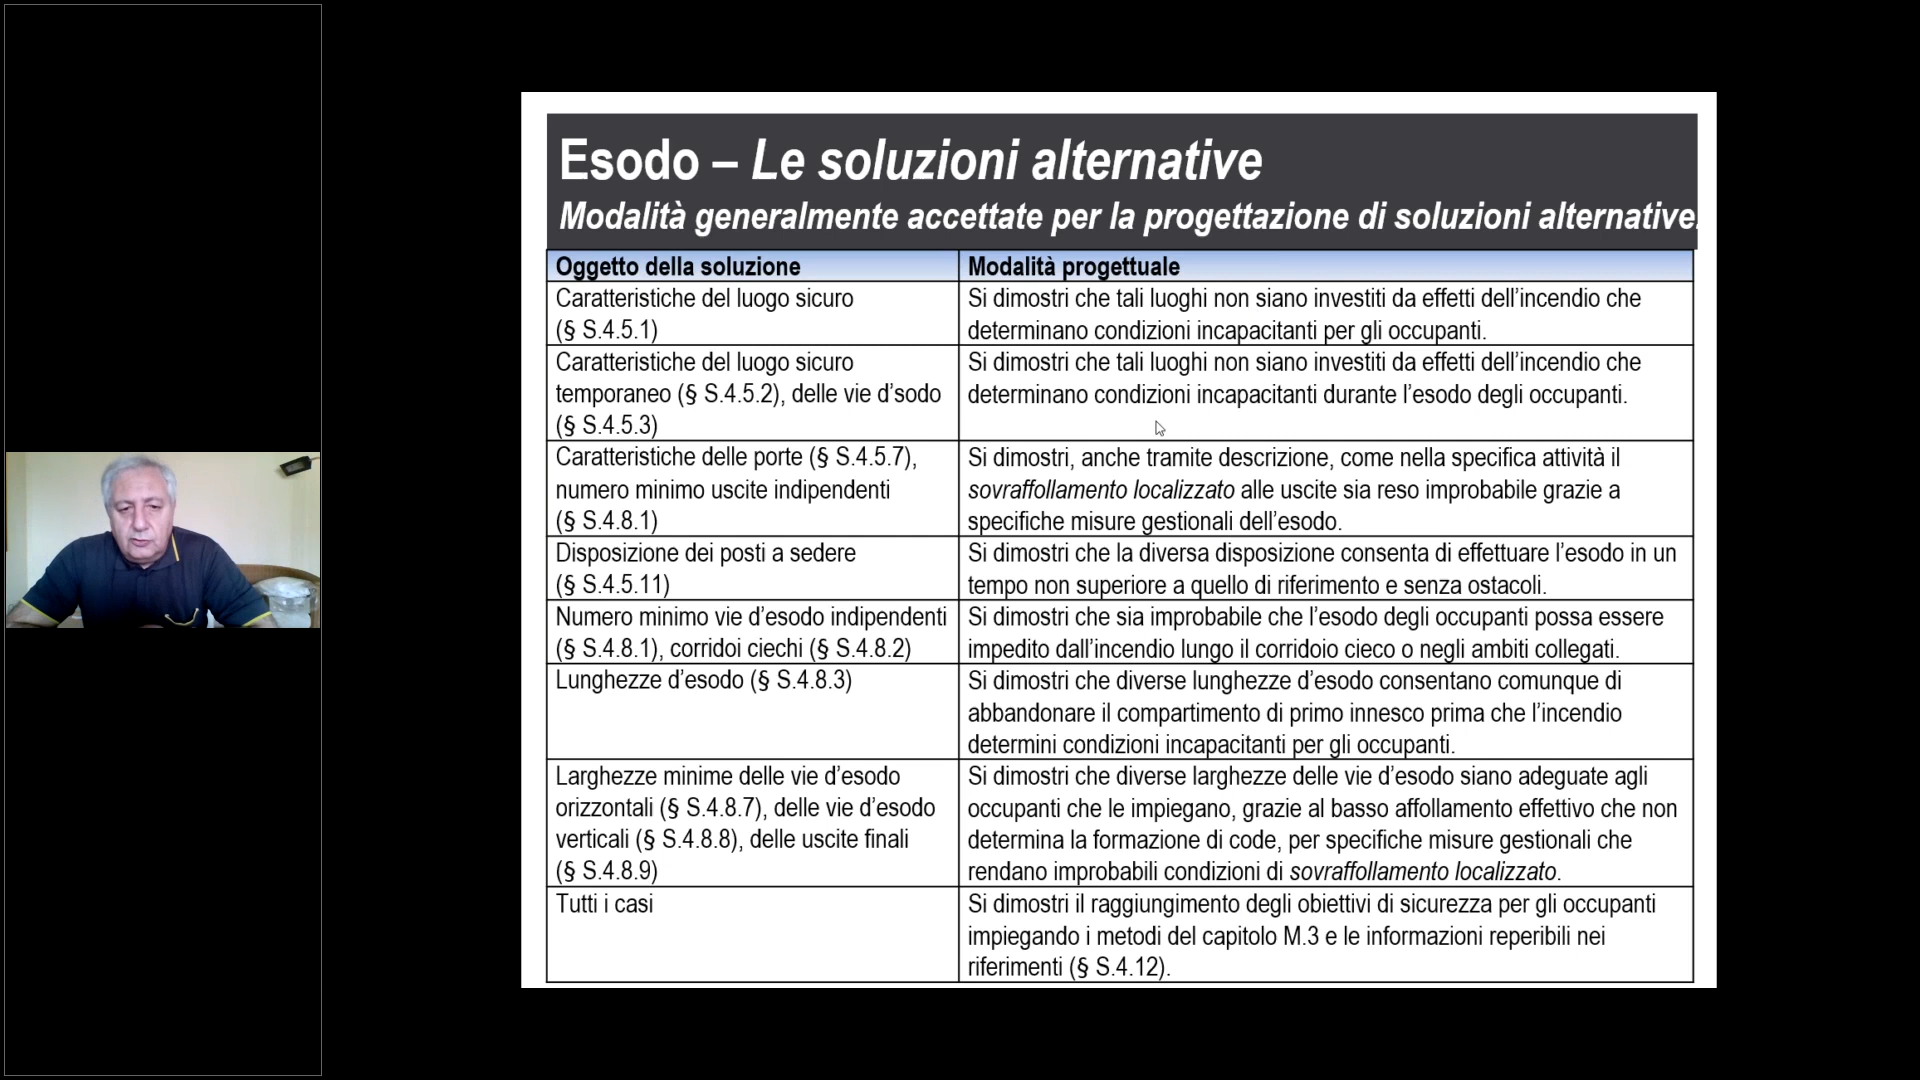 Esodo – Le soluzioni alternative
Modalità generalmente accettate per la progettazione di soluzioni alternative.
Oggetto della soluzione
Modalità progettuale
Caratteristiche del luogo sicuro
(§ S.4.5.1)
Si dimostri che tali luoghi non siano investiti da effetti dell’incendio che
determinano condizioni incapacitanti per gli occupanti.
Caratteristiche del luogo sicuro
temporaneo (§ S.4.5.2), delle vie d’sodo
(§ S.4.5.3)
Si dimostri che tali luoghi non siano investiti da effetti dell’incendio che
determinano condizioni incapacitanti durante l’esodo degli occupanti.
Caratteristiche delle porte (§ S.4.5.7),
numero minimo uscite indipendenti
(§ S.4.8.1)
Si dimostri, anche tramite descrizione, come nella specifica attività il
sovraffollamento localizzato alle uscite sia reso improbabile grazie a
specifiche misure gestionali dell’esodo.
Disposizione dei posti a sedere
(§ S.4.5.11)
Si dimostri che la diversa disposizione consenta di effettuare l’esodo in un
tempo non superiore a quello di riferimento e senza ostacoli.
Numero minimo vie d’esodo indipendenti
(§ S.4.8.1), corridoi ciechi (§ S.4.8.2)
Si dimostri che sia improbabile che l’esodo degli occupanti possa essere
impedito dall’incendio lungo il corridoio cieco o negli ambiti collegati.
Lunghezze d’esodo (§ S.4.8.3)
Si dimostri che diverse lunghezze d’esodo consentano comunque di
abbandonare il compartimento di primo innesco prima che l’incendio
determini condizioni incapacitanti per gli occupanti.
Larghezze minime delle vie d’esodo
orizzontali (§ S.4.8.7), delle vie d’esodo
verticali (§ S.4.8.8), delle uscite finali
(§ S.4.8.9)
Si dimostri che diverse larghezze delle vie d’esodo siano adeguate agli
occupanti che le impiegano, grazie al basso affollamento effettivo che non
determina la formazione di code, per specifiche misure gestionali che
rendano improbabili condizioni di sovraffollamento localizzato.
Tutti i casi
Si dimostri il raggiungimento degli obiettivi di sicurezza per gli occupanti
impiegando i metodi del capitolo M.3 e le informazioni reperibili nei
riferimenti (§ S.4.12).